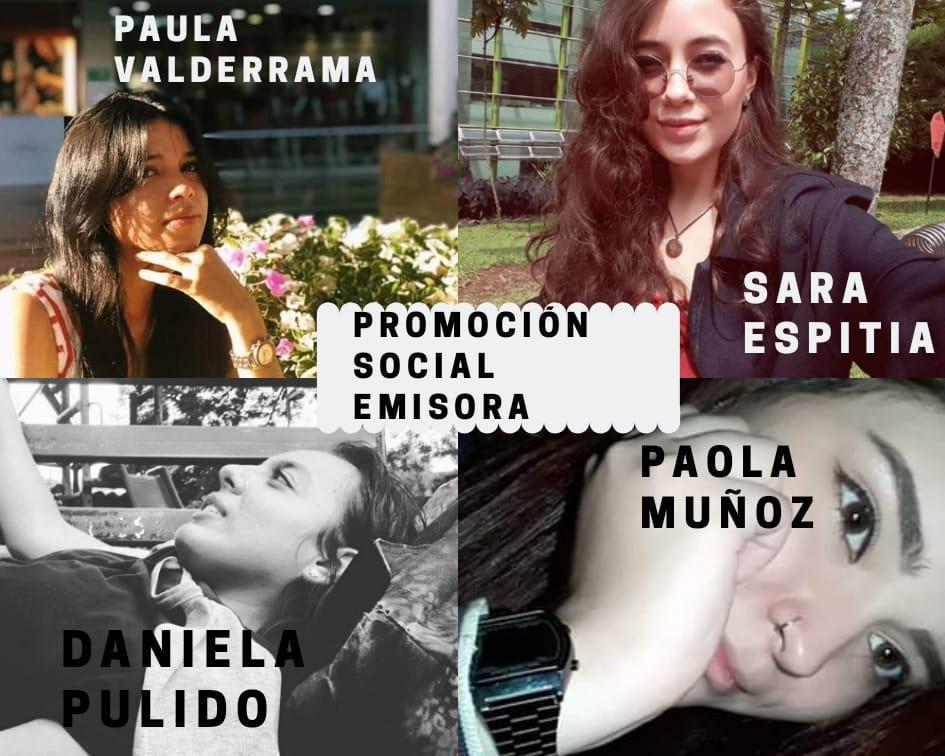 PAULA
VALDERRAMA
SARA
ESPITIA
PROMOCIÓN
SOCIAL
EMISORA
PAOLA
MUÑOZ
DANIELA
PULIDO